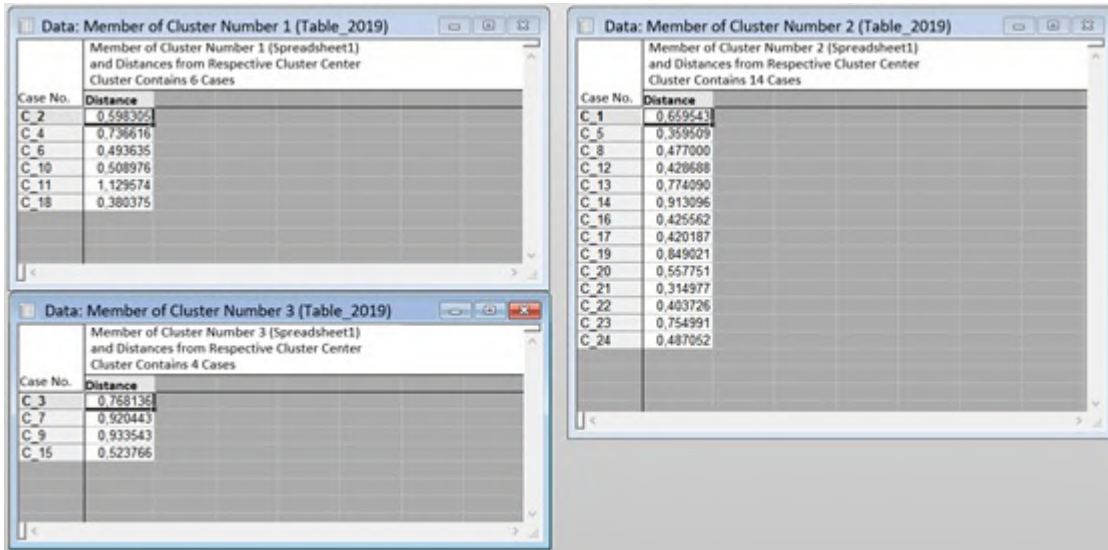 Data: Member of Cluster Number 1 (Table_2019)
Member of Cluster Number 1 (Spreadsheet1)
and Distances from Respective Cluster Center
Cluster Contains 6 Cases
Case No. Distance
C_2 0,598305
C_4 0,736616
C_6 0,493635
C_10 0,508976
C_11 1,129574
C_18 0,380375
Data: Member of Cluster Number 3 (Table_2019)
Member of Cluster Number 3 (Spreadsheet1)
and Distances from Respective Cluster Center
Cluster Contains 4 Cases
Case No. Distance
C_3 0,768136
C_7 0,920443
C_9 0,933543
C_15 0,523766
Data: Member of Cluster Number 2 (Table_2019)
Member of Cluster Number 2 (Spreadsheet1)
and Distances from Respective Cluster Center
Cluster Contains 14 Cases
Case No. Distance
C_1 0,659543
C_5 0,359509
C_8 0,477000
C_12 0,428688
C_13 0,774090
C_14 0,913096
C_16 0,425562
C_17 0,420187
C_19 0,849021
C_20 0,557751
C_21 0,314977
C_22 0,403726
C_23 0,754991
C_24 0,487052